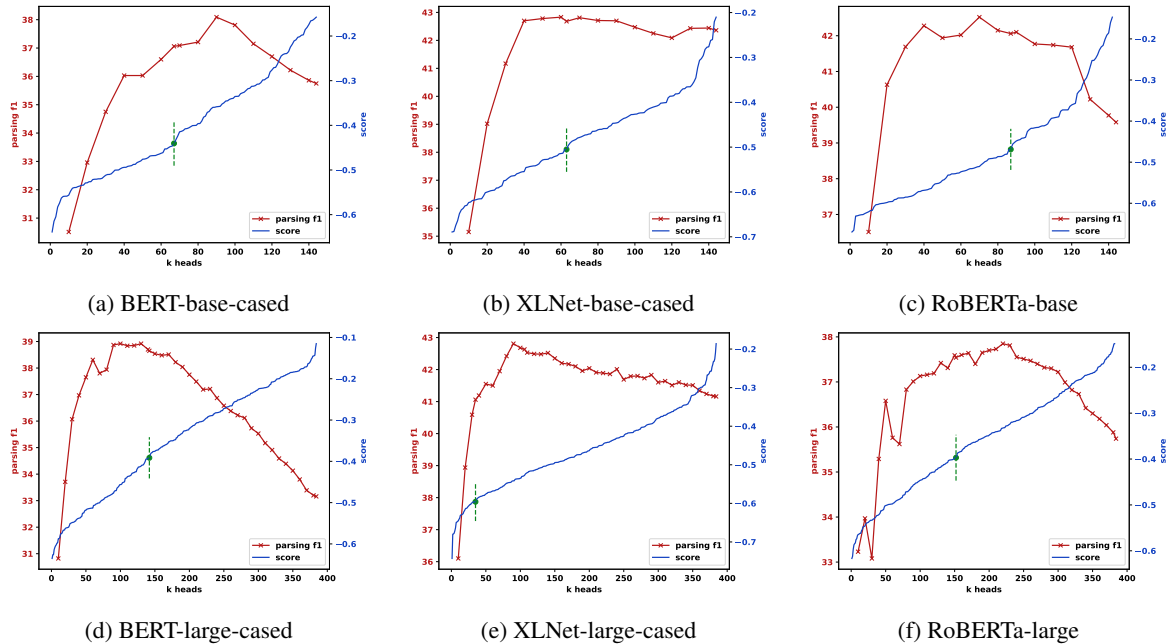 38
37
36
35
34
33
32
31
parsing f1
−0.2
−0.3
−0.4
−0.5
−0.6
score
0 20 40 60 80 100 120 140
k heads
parsing f1
score
(a) BERT-base-cased
43
42
41
40
39
38
37
36
35
parsing f1
−0.2
−0.3
−0.4
−0.5
−0.6
−0.7
score
0 20 40 60 80 100 120 140
k heads
parsing f1
score
(b) XLNet-base-cased
42
41
40
39
38
37
parsing f1
−0.2
−0.3
−0.4
−0.5
−0.6
score
0 20 40 60 80 100 120 140
k heads
parsing f1
score
(c) RoBERTa-base
39
38
37
36
35
34
33
32
31
parsing f1
−0.1
−0.2
−0.3
−0.4
−0.5
−0.6
score
0 50 100 150 200 250 300 350 400
k heads
parsing f1
score
(d) BERT-large-cased
43
42
41
40
39
38
37
36
parsing f1
−0.2
−0.3
−0.4
−0.5
−0.6
−0.7
score
0 50 100 150 200 250 300 350 400
k heads
parsing f1
score
(e) XLNet-large-cased
38
37
36
35
34
33
parsing f1
−0.2
−0.3
−0.4
−0.5
−0.6
score
0 50 100 150 200 250 300 350 400
k heads
parsing f1
score
(f) RoBERTa-large